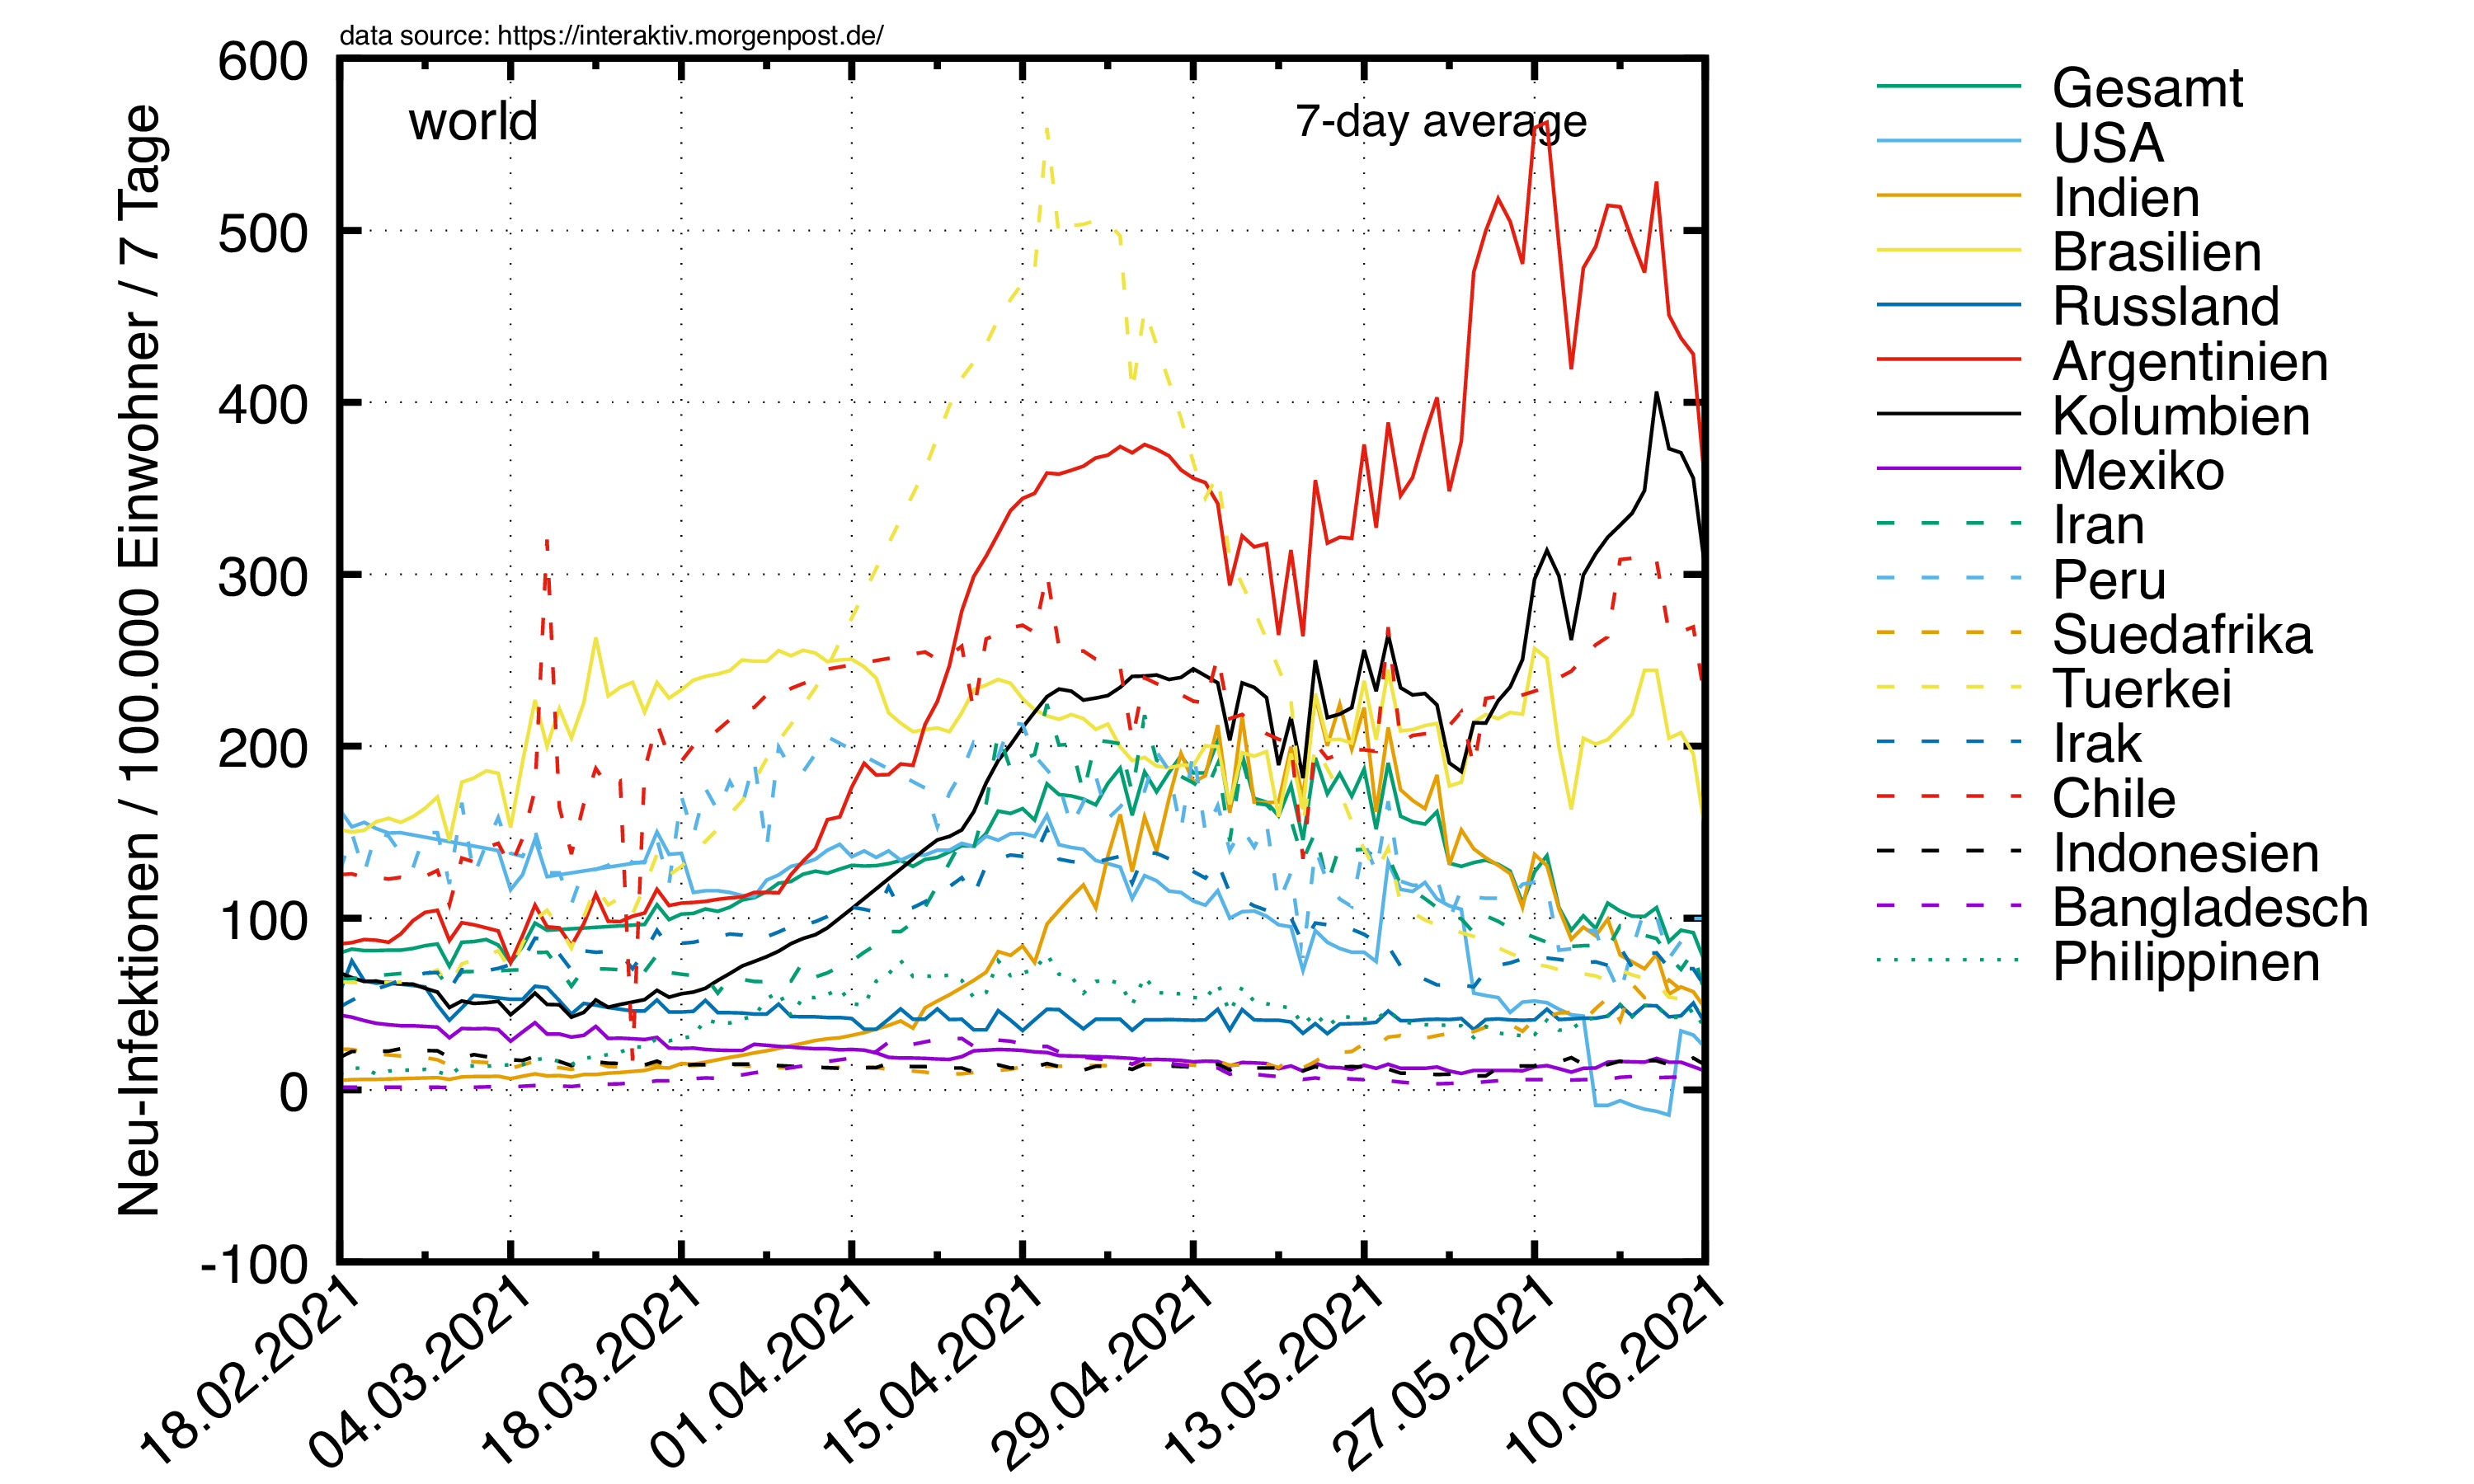 data source: https://interaktiv.morgenpost.de/
world
7-day average
Neu-Infektionen / 100.000 Einwohner / 7 Tage
600
500
400
300
200
100
0
-100
18.02.2021
04.03.2021
18.03.2021
01.04.2021
15.04.2021
29.04.2021
13.05.2021
27.05.2021
10.06.2021
Gesamt
USA
Indien
Brasilien
Russland
Argentinien
Kolumbien
Mexiko
Iran
Peru
Suedafrika
Tuerkei
Irak
Chile
Indonesien
Bangladesch
Philippinen